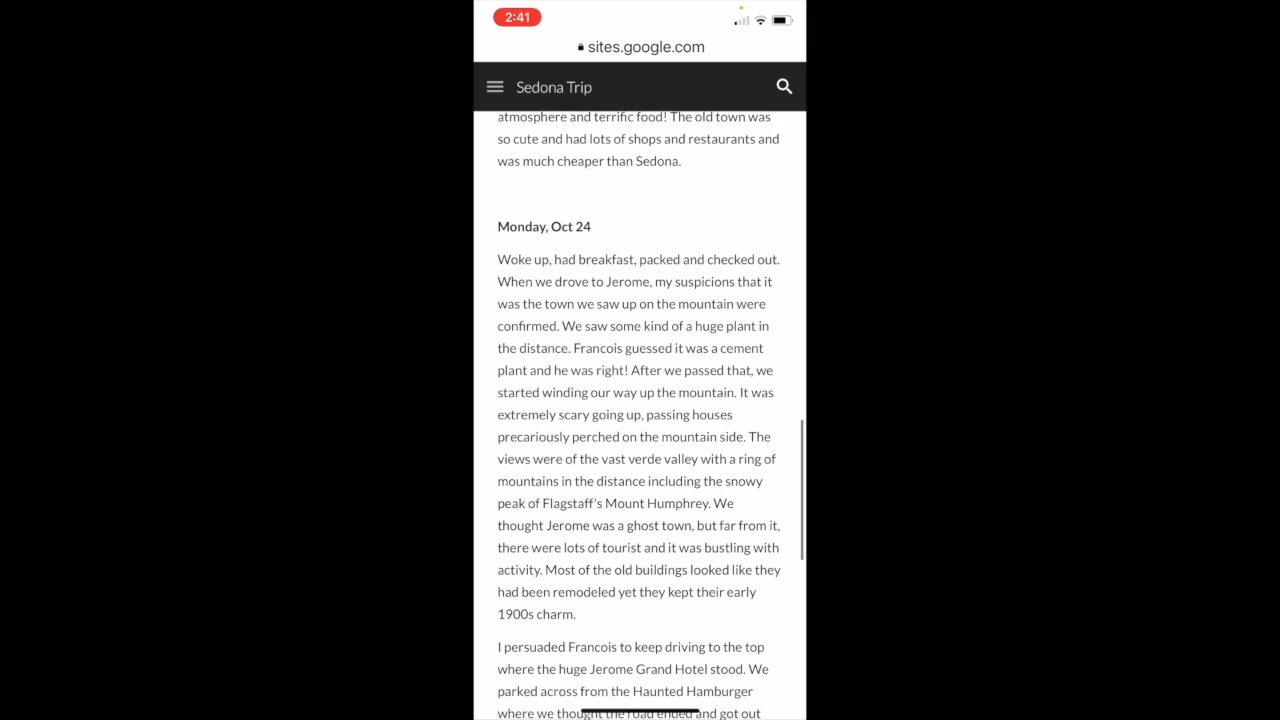 2:41
sites.google.com
Sedona Trip
atmosphere and terrific food! The old town was
so cute and had lots of shops and restaurants and
was much cheaper than Sedona.
Monday, Oct 24
Woke up, had breakfast, packed and checked out.
When we drove to Jerome, my suspicions that it
was the town we saw up on the mountain were
confirmed. We saw some kind of a huge plant in
the distance. Francois guessed it was a cement
plant and he was right! After we passed that, we
started winding our way up the mountain. It was
extremely scary going up, passing houses
precariously perched on the mountain side. The
views were of the vast verde valley with a ring of
mountains in the distance including the snowy
peak of Flagstaff's Mount Humphrey. We
thought Jerome was a ghost town, but far from it,
there were lots of tourist and it was bustling with
activity. Most of the old buildings looked like they
had been remodeled yet they kept their early
1900s charm.
I persuaded Francois to keep driving to the top
where the huge Jerome Grand Hotel stood. We
parked across from the Haunted Hamburger
where we thought the road ended and got out